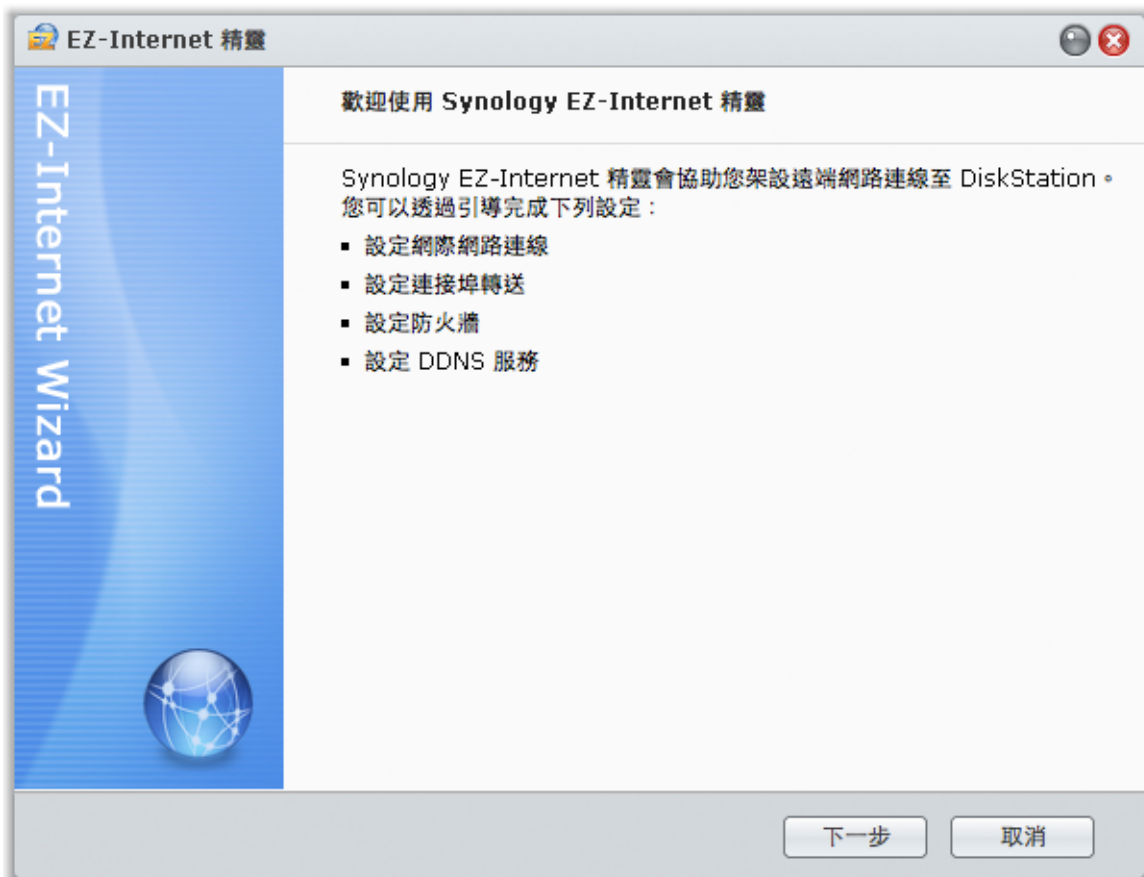 EZ-Internet 精靈
EZ-Internet Wizard
歡迎使用 Synology EZ-Internet 精靈
Synology EZ-Internet 精靈會協助您架設遠端網路連線至 DiskStation。
您可以透過引導完成下列設定：
▪ 設定網際網路連線
▪ 設定連接埠轉送
▪ 設定防火牆
▪ 設定 DDNS 服務
下一步
取消